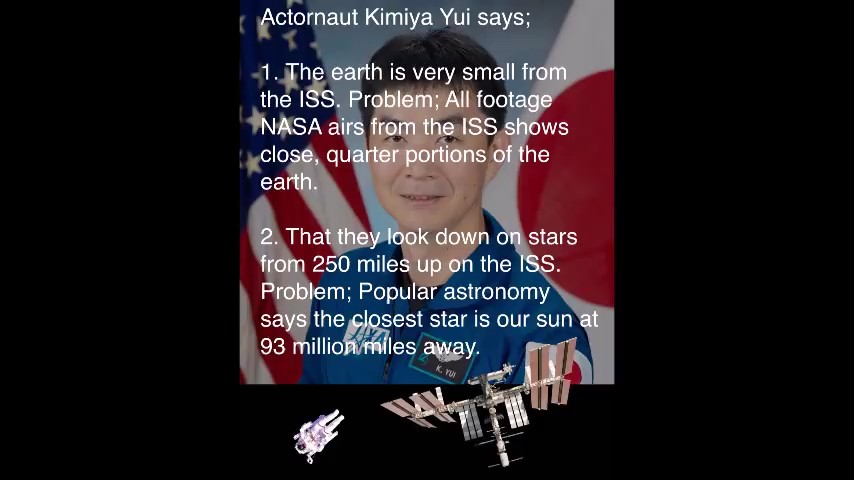 Actornaut Kimiya Yui says;
1. The earth is very small from
the ISS. Problem; All footage
NASA airs from the ISS shows
close, quarter portions of the
earth.
2. That they look down on stars
from 250 miles up on the ISS.
Problem; Popular astronomy
says the closest star is our sun at
93 million miles away.
K. YUI